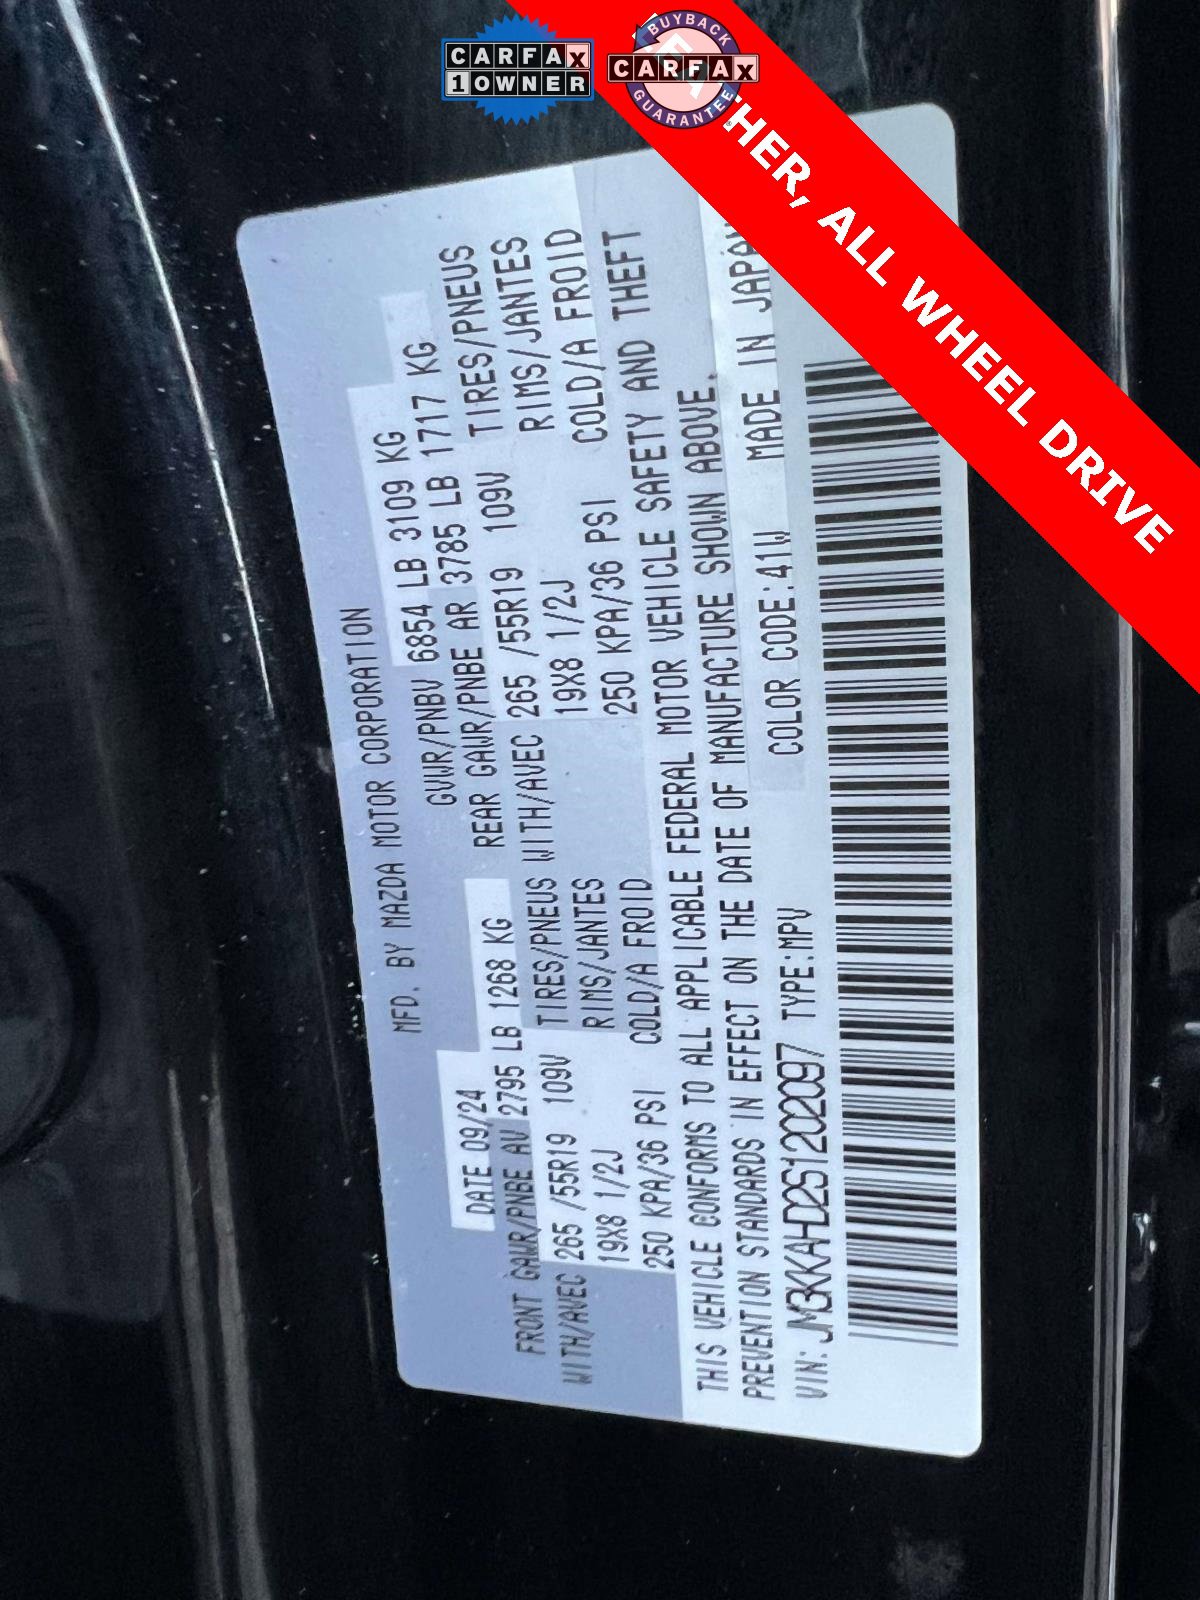 CARFAX
1 OWNER
BUYBACK
CARFAX
GUARANTEE
HER, ALL WHEEL DRIVE
MFD. BY MAZDA MOTOR CORPORATION
DATE 09/24 GVWR/PNBV 6854 LB 3109 KG
FRONT GAWR/PNBE AV 2795 LB 1268 KG REAR GAWR/PNBE AR 3785 LB 1717 KG
WITH/AVEC 265 /55R19 109V TIRES/PNEUS WITH/AVEC 265 /55R19 109V TIRES/PNEUS
19X8 1/2J RIMS/JANTES 19X8 1/2J RIMS/JANTES
250 KPA/36 PSI COLD/A FROID 250 KPA/36 PSI COLD/A FROID
THIS VEHICLE CONFORMS TO ALL APPLICABLE FEDERAL MOTOR VEHICLE SAFETY AND THEFT
PREVENTION STANDARDS IN EFFECT ON THE DATE OF MANUFACTURE SHOWN ABOVE.
VIN: JM3KKAHD2S1202097 TYPE:MPV COLOR CODE:41W MADE IN JAPAN